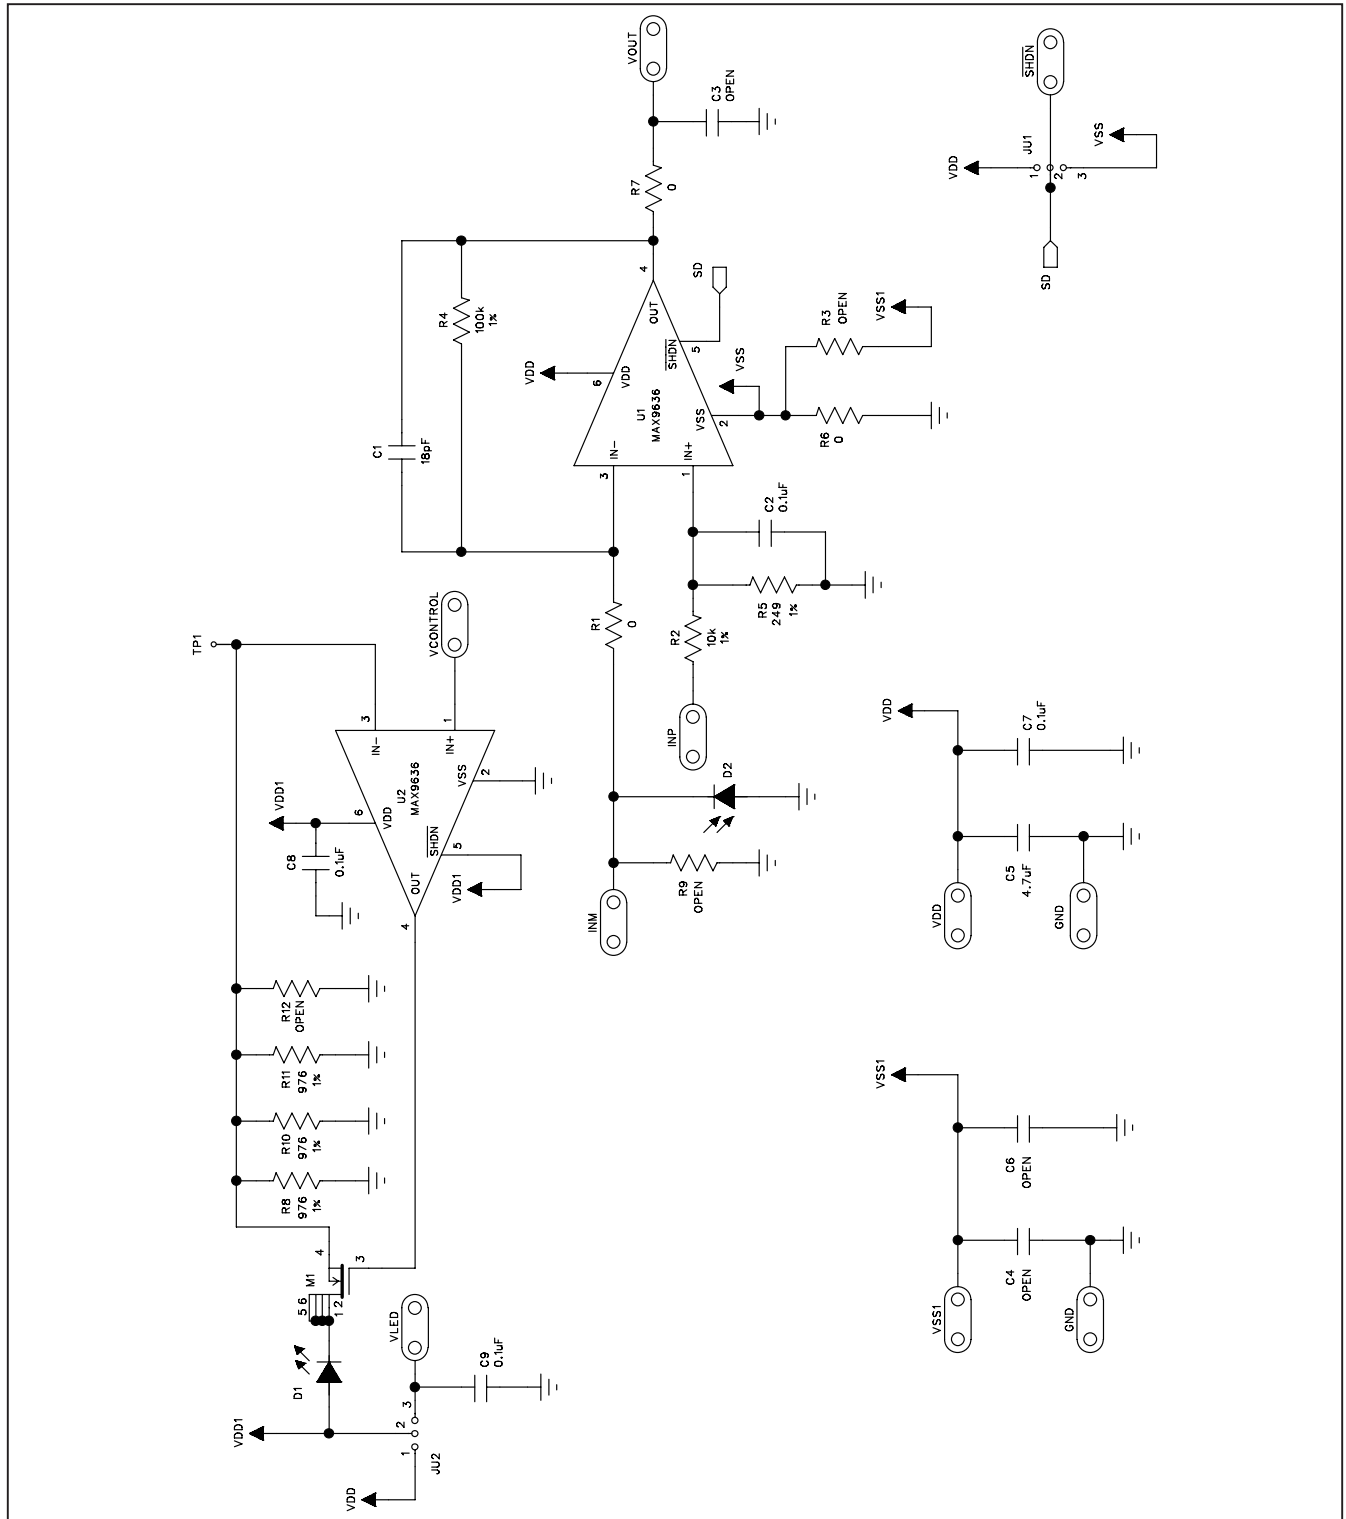 VOUT
C3
OPEN
SHDN
VDD
JU1
1
2
3
VSS
SD
R7
0
R4
100k
1%
C1
18pF
4
OUT
SD
SHDN
5
VDD
6
VDD
U1
MAX9636
VSS
2
VSS
IN-
3
IN+
1
R3
OPEN
VSS1
R6
0
C2
0.1uF
R5
249
1%
R1
0
R2
10k
1%
INP
D2
R9
OPEN
INM
TP1
VCONTROL
3
IN-
1
IN+
U2
MAX9636
VDD1
6
VDD
VSS
2
C8
0.1uF
SHDN
5
VDD1
OUT
4
R12
OPEN
R11
976
1%
R10
976
1%
R8
976
1%
4
M1
3
5 6
1 2
D1
VLED
C9
0.1uF
VDD1
3
2
1
JU2
VDD
VDD
C7
0.1uF
C5
4.7uF
VDD
GND
VSS1
C6
OPEN
C4
OPEN
VSS1
GND